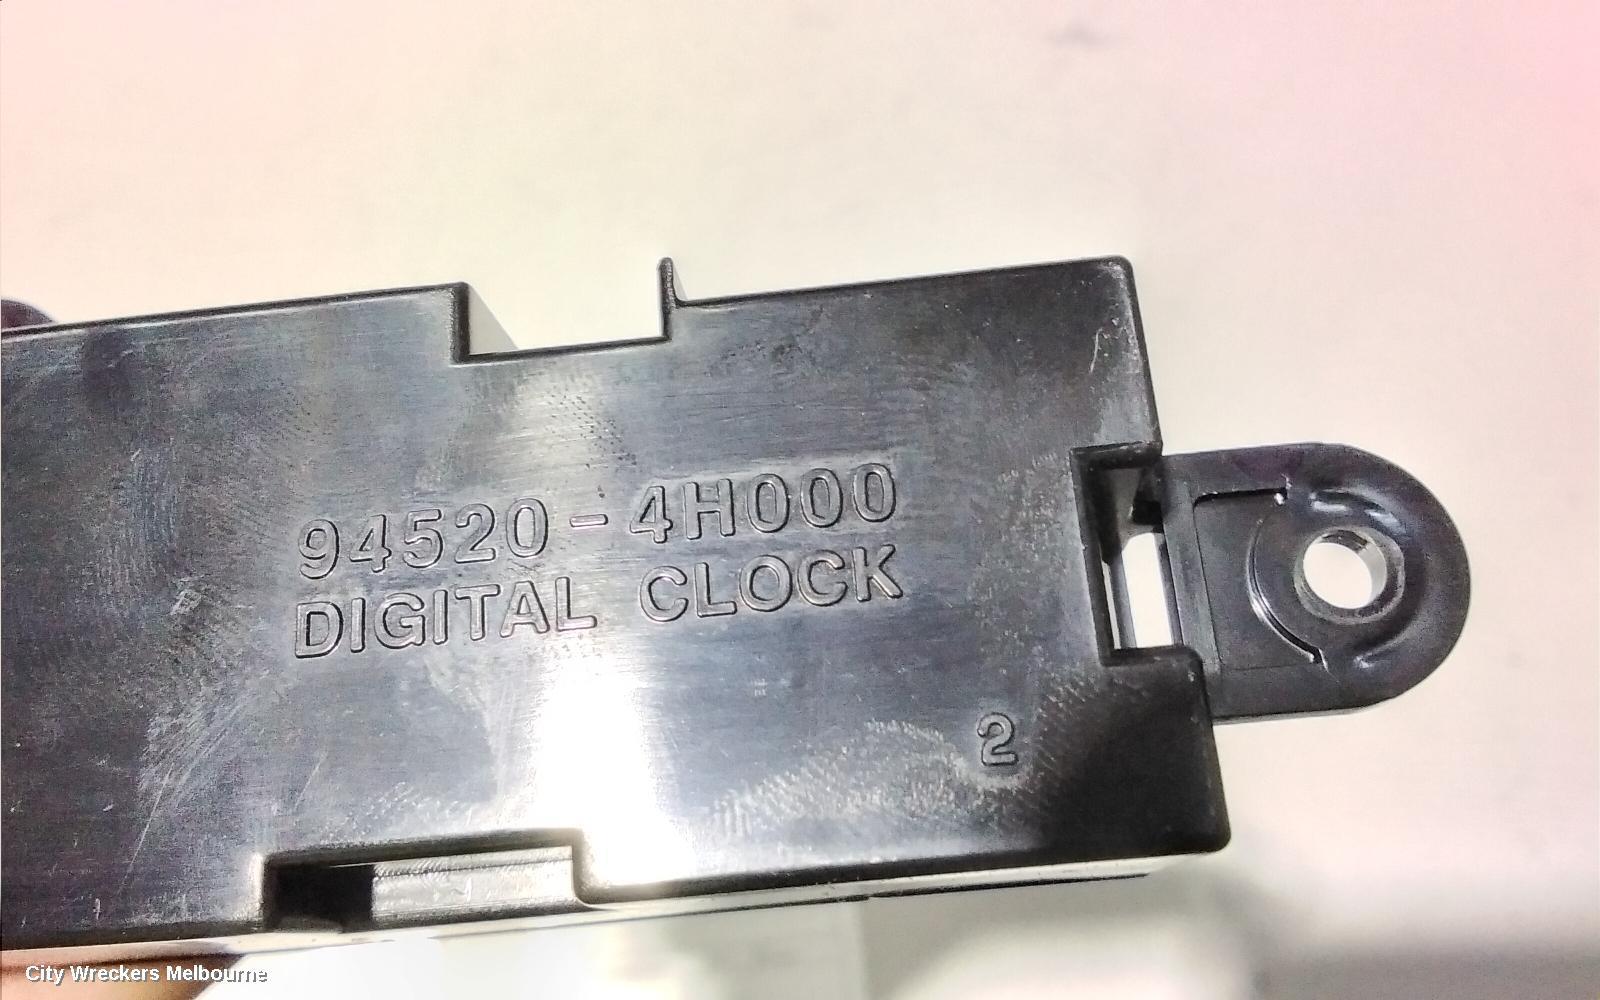 94520-4H000
DIGITAL CLOCK
2
City Wreckers Melbourne